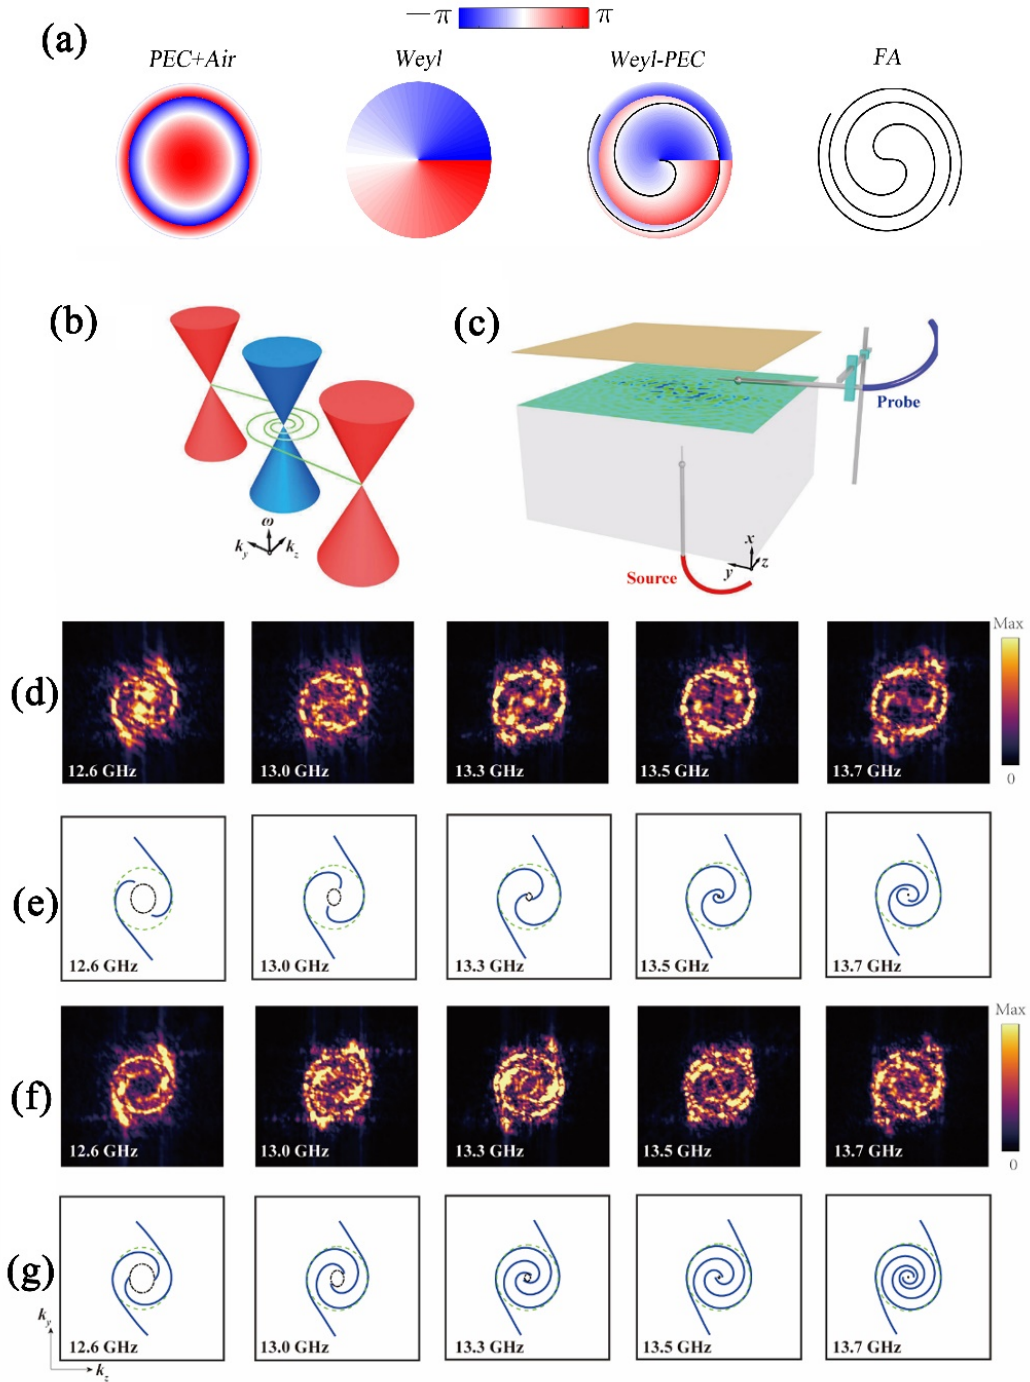 −π π
(a)
PEC+Air Weyl Weyl-PEC FA
(b) (c)
Probe
ω
k_y k_z
x
y z
Source
Max
(d)
12.6 GHz 13.0 GHz 13.3 GHz 13.5 GHz 13.7 GHz
0
(e)
12.6 GHz 13.0 GHz 13.3 GHz 13.5 GHz 13.7 GHz
Max
(f)
12.6 GHz 13.0 GHz 13.3 GHz 13.5 GHz 13.7 GHz
0
(g)
k_y
12.6 GHz 13.0 GHz 13.3 GHz 13.5 GHz 13.7 GHz
k_z